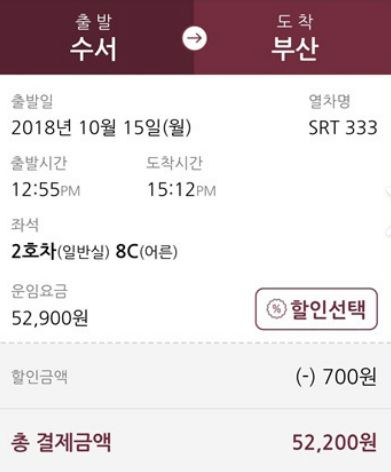 출발 도착
수서 → 부산
출발일 열차명
2018년 10월 15일(월) SRT 333
출발시간 도착시간
12:55PM 15:12PM
좌석
2호차(일반실) 8C(어른)
운임요금
52,900원 % 할인선택
할인금액 (-) 700원
총 결제금액 52,200원